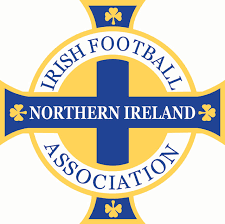 IRISH FOOTBALL
NORTHERN IRELAND
ASSOCIATION